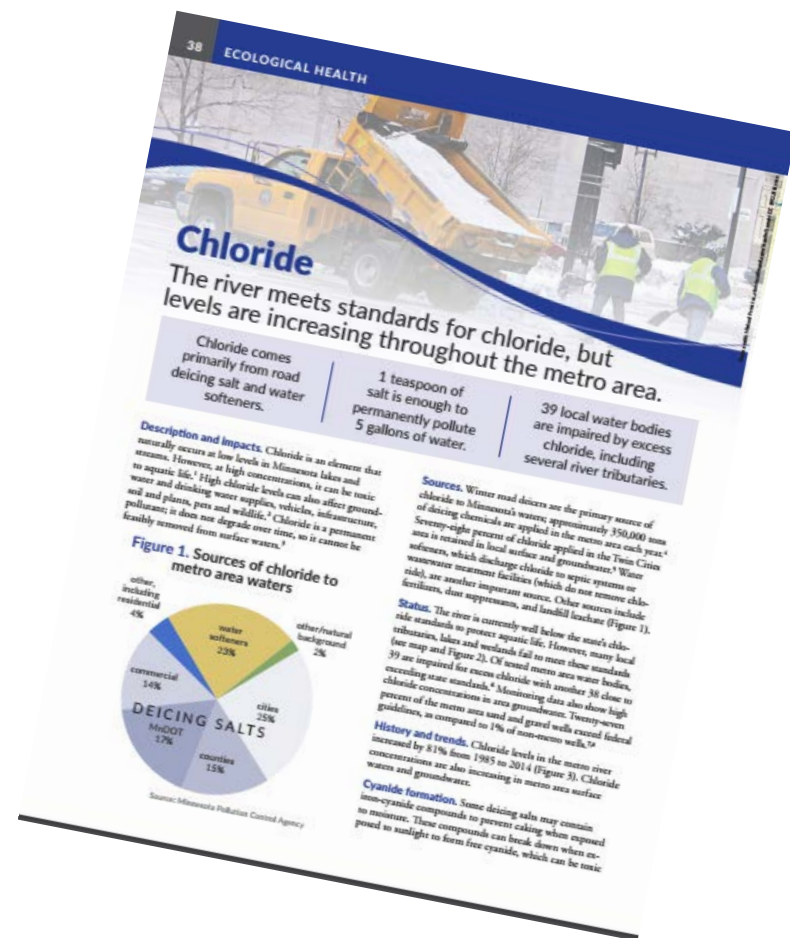 38
ECOLOGICAL HEALTH
Chloride
The river meets standards for chloride, but
levels are increasing throughout the metro area.
Chloride comes
primarily from road
deicing salt and water
softeners.
1 teaspoon of
salt is enough to
permanently pollute
5 gallons of water.
39 local water bodies
are impaired by excess
chloride, including
several river tributaries.
Description and impacts. Chloride is an element that
naturally occurs at low levels in Minnesota lakes and
streams. However, at high concentrations, it can be toxic
to aquatic life.¹ High chloride levels can also affect ground-
water and drinking water supplies, vehicles, infrastructure,
soil and plants, pets and wildlife.² Chloride is a permanent
pollutant; it does not degrade over time, so it cannot be
feasibly removed from surface waters.³
Figure 1. Sources of chloride to
metro area waters
other,
including
residential
4%
water
softeners
23%
other/natural
background
2%
commercial
14%
cities
25%
DEICING SALTS
MnDOT
17%
counties
15%
Source: Minnesota Pollution Control Agency
Sources. Winter road deicers are the primary source of
chloride to Minnesota's waters; approximately 350,000 tons
of deicing chemicals are applied in the metro area each year.⁴
Seventy-eight percent of chloride applied in the Twin Cities
area is retained in local surface and groundwater.⁵ Water
softeners, which discharge chloride to septic systems or
wastewater treatment facilities (which do not remove chlo-
ride), are another important source. Other sources include
fertilizers, dust suppressants, and landfill leachate (Figure 1).
Status. The river is currently well below the state's chlo-
ride standards to protect aquatic life. However, many local
tributaries, lakes and wetlands fail to meet these standards
(see map and Figure 2). Of tested metro area water bodies,
39 are impaired for excess chloride with another 38 close to
exceeding state standards.⁶ Monitoring data also show high
chloride concentrations in area groundwater. Twenty-seven
percent of the metro area sand and gravel wells exceed federal
guidelines, as compared to 1% of non-metro wells.⁷,⁸
History and trends. Chloride levels in the metro river
increased by 81% from 1985 to 2014 (Figure 3). Chloride
concentrations are also increasing in metro area surface
waters and groundwater.
Cyanide formation. Some deicing salts may contain
iron-cyanide compounds to prevent caking when exposed
to moisture. These compounds can break down when ex-
posed to sunlight to form free cyanide, which can be toxic